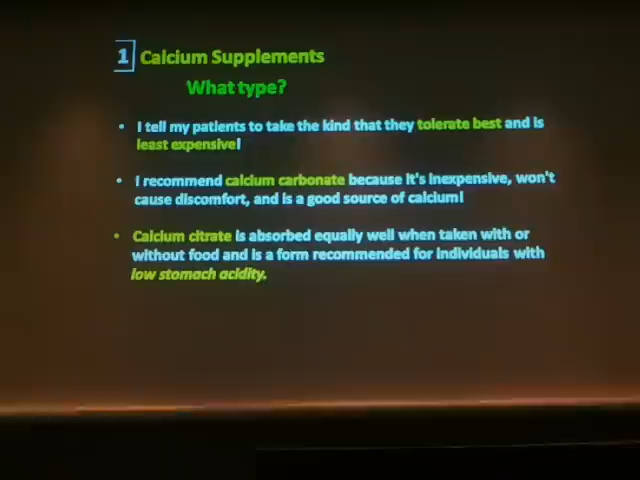 1 Calcium Supplements
What type?
• I tell my patients to take the kind that they tolerate best and is
least expensive!
• I recommend calcium carbonate because it's inexpensive, won't
cause discomfort, and is a good source of calcium!
• Calcium citrate is absorbed equally well when taken with or
without food and is a form recommended for individuals with
low stomach acidity.